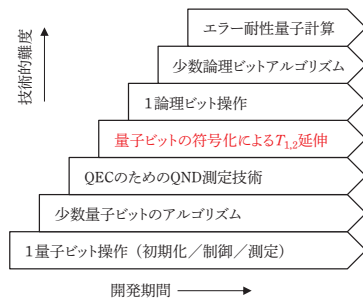 エラー耐性量子計算
少数論理ビットアルゴリズム
1論理ビット操作
量子ビットの符号化によるT1,2延伸
QECのためのQND測定技術
少数量子ビットのアルゴリズム
1量子ビット操作（初期化／制御／測定）
技術的難度
開発期間